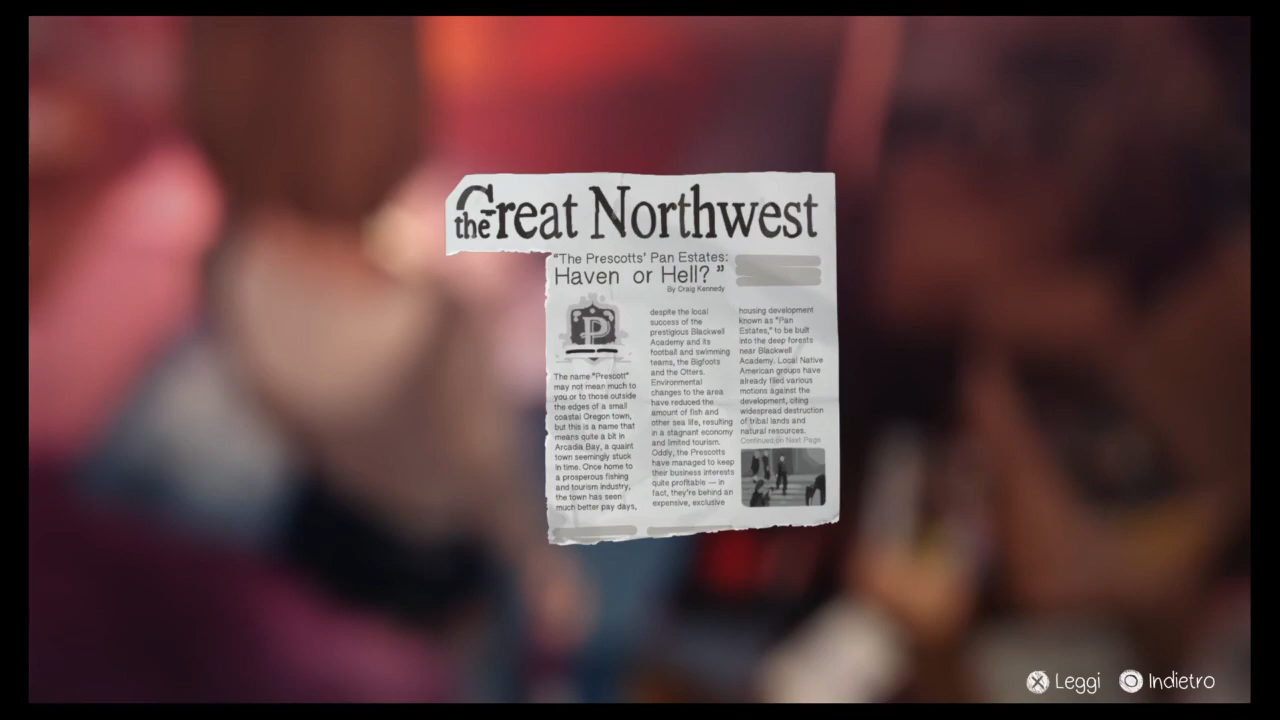 the Great Northwest
"The Prescotts' Pan Estates:
Haven or Hell?"
By Craig Kennedy
P
The name "Prescott"
may not mean much to
you or to those outside
the edges of a small
coastal Oregon town,
but this is a name that
means quite a bit in
Arcadia Bay, a quaint
town seemingly stuck
in time. Once home to
a prosperous fishing
and tourism industry,
the town has seen
much better pay days,
despite the local
success of the
prestigious Blackwell
Academy and its
football and swimming
teams, the Bigfoots
and the Otters.
Environmental
changes to the area
have reduced the
amount of fish and
other sea life, resulting
in a stagnant economy
and limited tourism.
Oddly, the Prescotts
have managed to keep
their business interests
quite profitable — in
fact, they're behind an
expensive, exclusive
housing development
known as "Pan
Estates," to be built
into the deep forests
near Blackwell
Academy. Local Native
American groups have
already filed various
motions against the
development, citing
widespread destruction
of tribal lands and
natural resources.
Continued on Next Page
Leggi Indietro